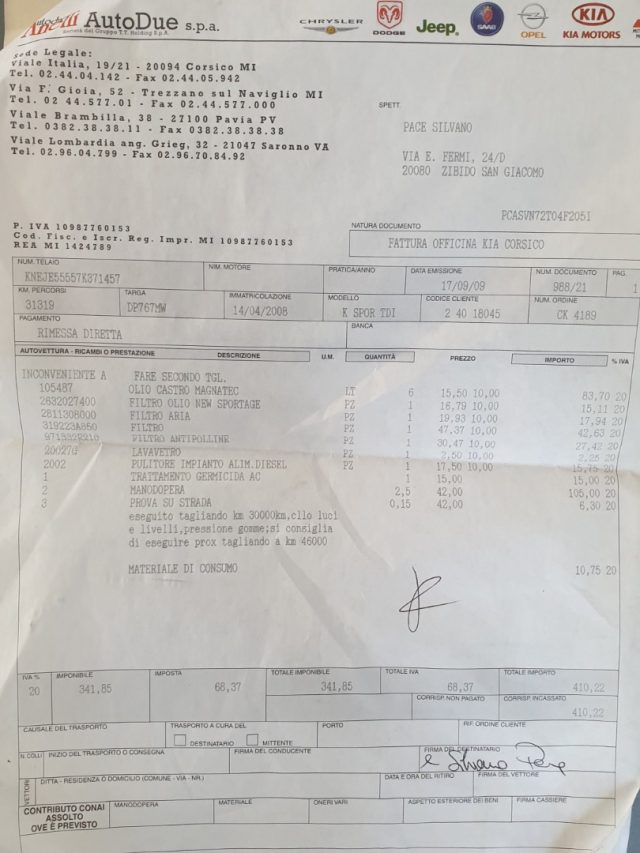 Autodue Anelli AutoDue s.p.a.
Società del Gruppo T.T. Holding S.p.A.
CHRYSLER DODGE Jeep SAAB OPEL KIA KIA MOTORS
Sede Legale:
Viale Italia, 19/21 - 20094 Corsico MI
Tel. 02.44.04.142 - Fax 02.44.05.942
Via F. Gioia, 52 - Trezzano sul Naviglio MI
Tel. 02 44.577.01 - Fax 02.44.577.000
Viale Brambilla, 38 - 27100 Pavia PV
Tel. 0382.38.38.11 - Fax 0382.38.38.38
Viale Lombardia ang. Grieg, 32 - 21047 Saronno VA
Tel. 02.96.04.799 - Fax 02.96.70.84.92
SPETT.
PACE SILVANO
VIA E. FERMI, 24/D
20080 ZIBIDO SAN GIACOMO
PCASVN72T04F205I
P. IVA 10987760153
Cod. Fisc. e Iscr. Reg. Impr. MI 10987760153
REA MI 1424789
NATURA DOCUMENTO
FATTURA OFFICINA KIA CORSICO
NUM. TELAIO NIM. MOTORE PRATICA/ANNO DATA EMISSIONE NUM. DOCUMENTO PAG.
KNEJE55557K371457 17/09/09 988/21 1
KM. PERCORSI TARGA IMMATRICOLAZIONE MODELLO CODICE CLIENTE NUM. ORDINE
31319 DP767MW 14/04/2008 K SPOR TDI 2 40 18045 CK 4189
PAGAMENTO BANCA
RIMESSA DIRETTA
AUTOVETTURA - RICAMBI O PRESTAZIONE DESCRIZIONE U.M. QUANTITÀ PREZZO IMPORTO % IVA
INCONVENIENTE A FARE SECONDO TGL.
105487 OLIO CASTRO MAGNATEC LT 6 15,50 10,00 83,70 20
2632027400 FILTRO OLIO NEW SPORTAGE PZ 1 16,79 10,00 15,11 20
2811308000 FILTRO ARIA PZ 1 19,93 10,00 17,94 20
319223A850 FILTRO PZ 1 47,37 10,00 42,63 20
FILTRO ANTIPOLLINE PZ 1 30,47 10,00 27,42 20
20027G LAVAVETRO PZ 1 2,50 10,00 2,25 20
2002 PULITORE IMPIANTO ALIM.DIESEL PZ 1 17,50 10,00 15,75 20
1 TRATTAMENTO GERMICIDA AC 1 15,00 15,00 20
2 MANODOPERA 2,5 42,00 105,00 20
3 PROVA SU STRADA 0,15 42,00 6,30 20
eseguito tagliando km 30000km,cllo luci
e livelli,pressione gomme;si consiglia
di eseguire prox tagliando a km 46000
MATERIALE DI CONSUMO 10,75 20
IVA % IMPONIBILE IMPOSTA TOTALE IMPONIBILE TOTALE IVA TOTALE IMPORTO
20 341,85 68,37 341,85 68,37 410,22
CORRISP. NON PAGATO CORRISP. INCASSATO
410,22
CAUSALE DEL TRASPORTO TRASPORTO A CURA DEL PORTO RIF. ORDINE CLIENTE
DESTINATARIO MITTENTE
N. COLLI INIZIO DEL TRASPORTO O CONSEGNA FIRMA DEL CONDUCENTE FIRMA DEL DESTINATARIO
Silvano Pace
VETTORI DITTA - RESIDENZA O DOMICILIO (COMUNE - VIA - NR.) DATA E ORA DEL RITIRO FIRMA DEL VETTORE
CONTRIBUTO CONAI
ASSOLTO
OVE È PREVISTO
MANODOPERA MATERIALE ONERI VARI ASPETTO ESTERIORE DEI BENI FIRMA CASSIERE